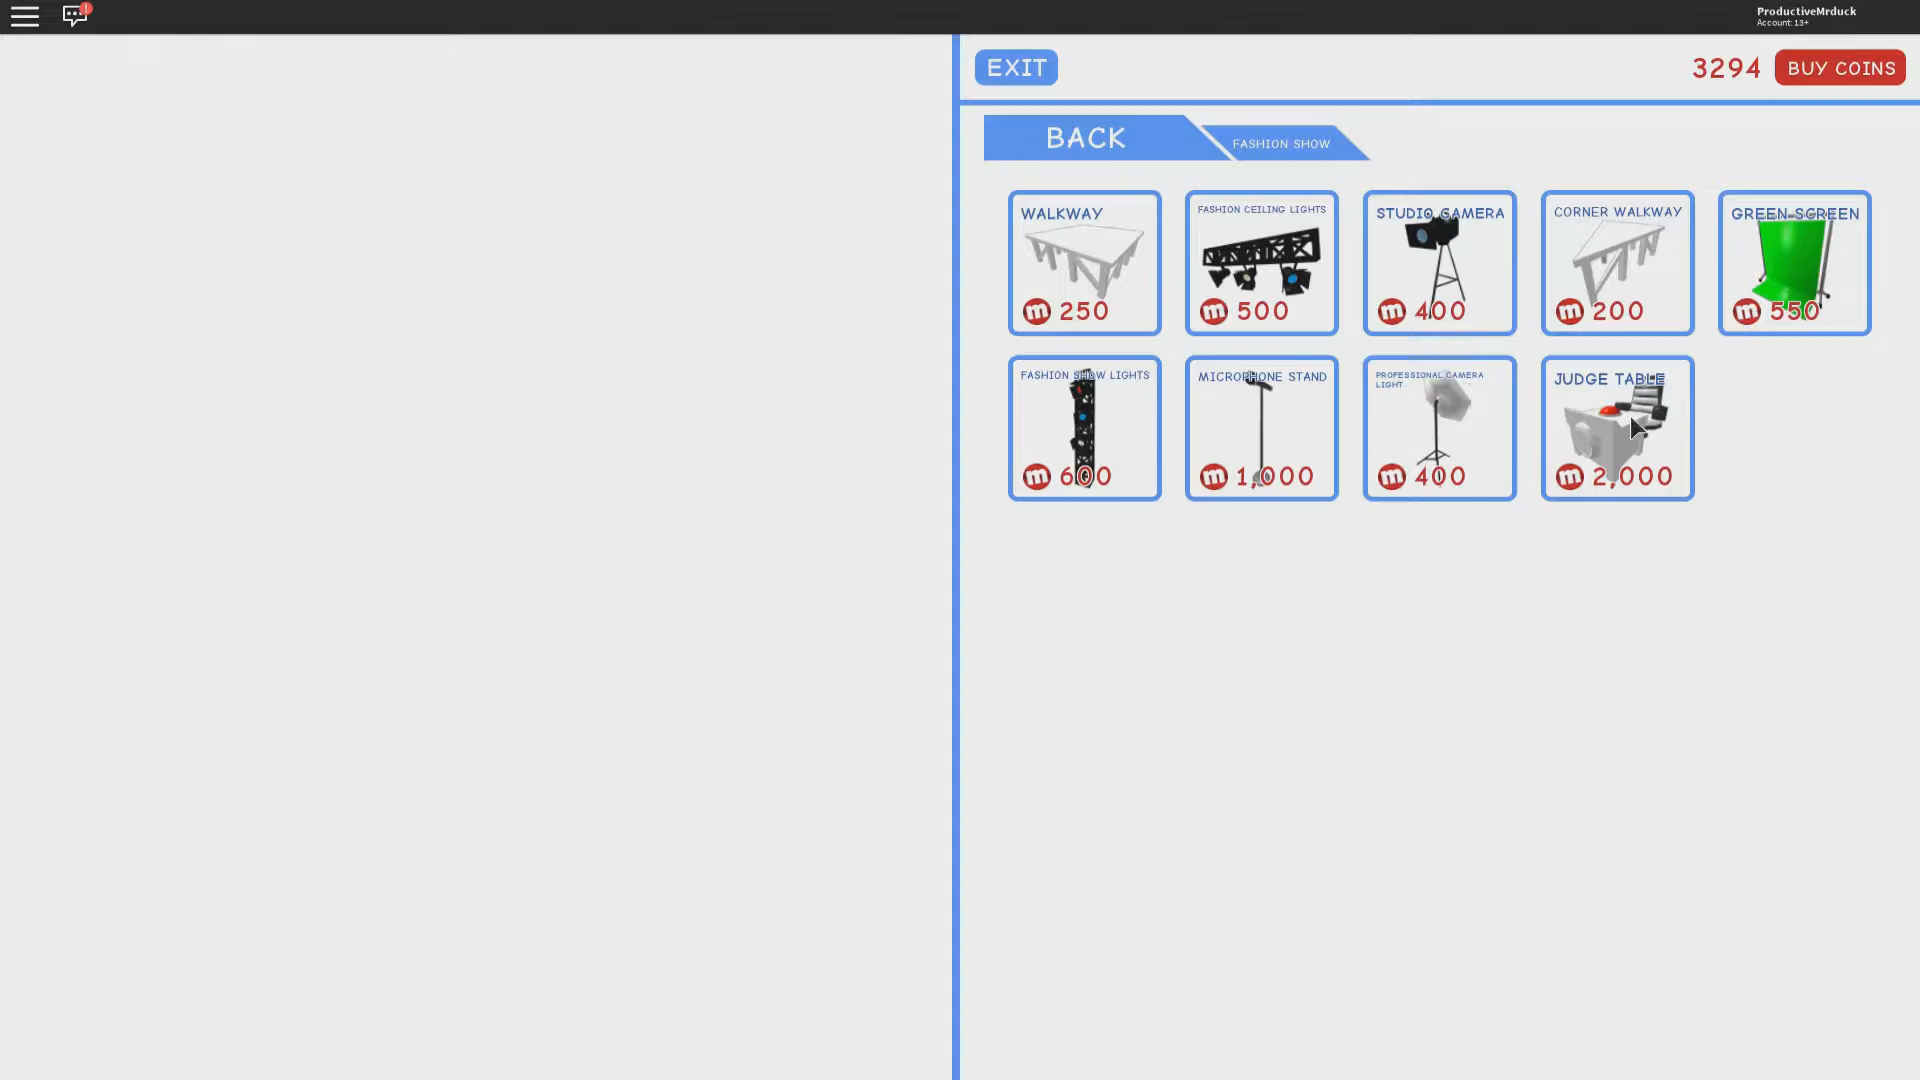 ProductiveMrduck
Account: 13+
EXIT
3294
BUY COINS
BACK
FASHION SHOW
WALKWAY
m 250
FASHION CEILING LIGHTS
m 500
STUDIO CAMERA
m 400
CORNER WALKWAY
m 200
GREEN SCREEN
m 550
FASHION SHOW LIGHTS
m 600
MICROPHONE STAND
m 1,000
PROFESSIONAL CAMERA
LIGHT
m 400
JUDGE TABLE
m 2,000